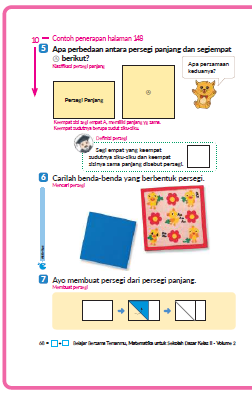 10 Contoh penerapan halaman 148
5 Apa perbedaan antara persegi panjang dan segiempat
berikut?
Klasifikasi persegi panjang
Apa persamaan
keduanya?
Persegi Panjang
Keempat sisi segi empat A, memiliki panjang yg sama.
Keempat sudutnya berupa sudut siku-siku.
Definisi persegi
Segi empat yang keempat
sudutnya siku-siku dan keempat
sisinya sama panjang disebut persegi.
6 Carilah benda-benda yang berbentuk persegi.
Mencari persegi
7 Ayo membuat persegi dari persegi panjang.
Membuat persegi
68 = Belajar Bersama Temanmu, Matematika untuk Sekolah Dasar Kelas II - Volume 2